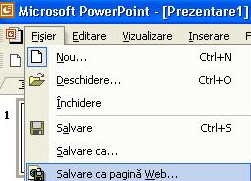 Microsoft PowerPoint - [Prezentare1]
Fişier Editare Vizualizare Inserare F
Nou... Ctrl+N
Deschidere... Ctrl+O
Închidere
Salvare Ctrl+S
Salvare ca...
Salvare ca pagină Web...
1